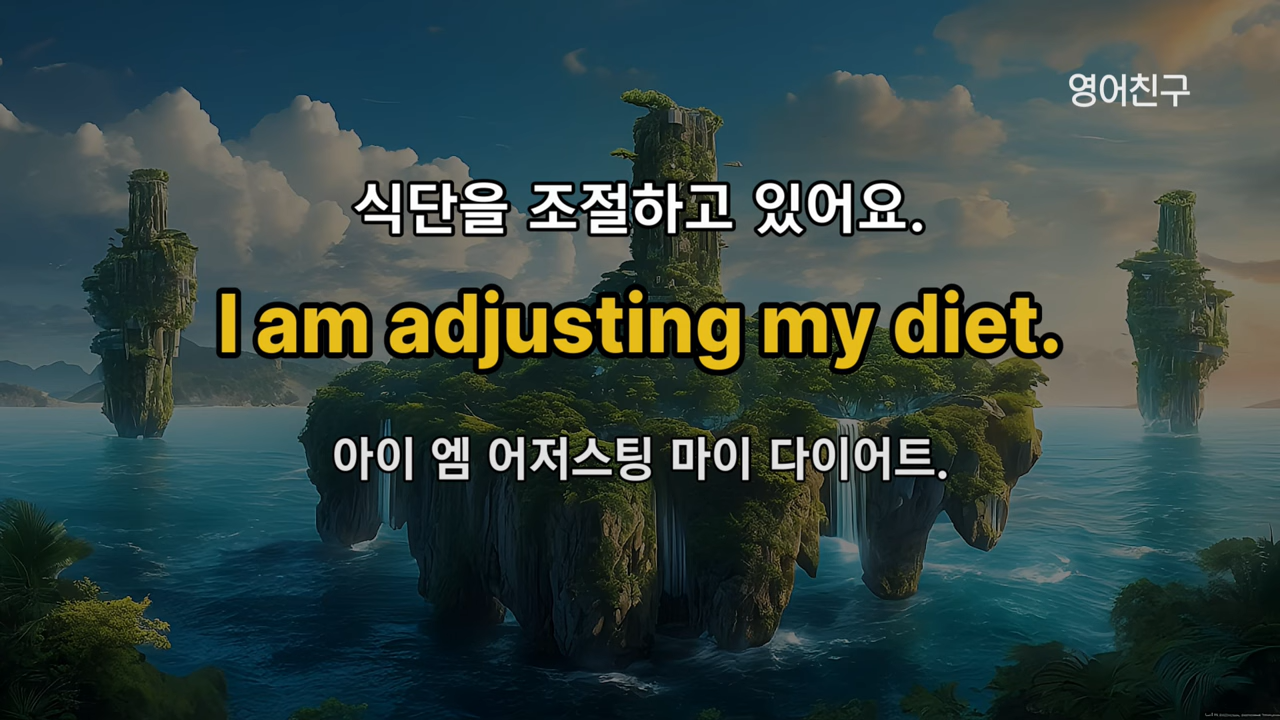 영어친구
식단을 조절하고 있어요.
I am adjusting my diet.
아이 엠 어저스팅 마이 다이어트.